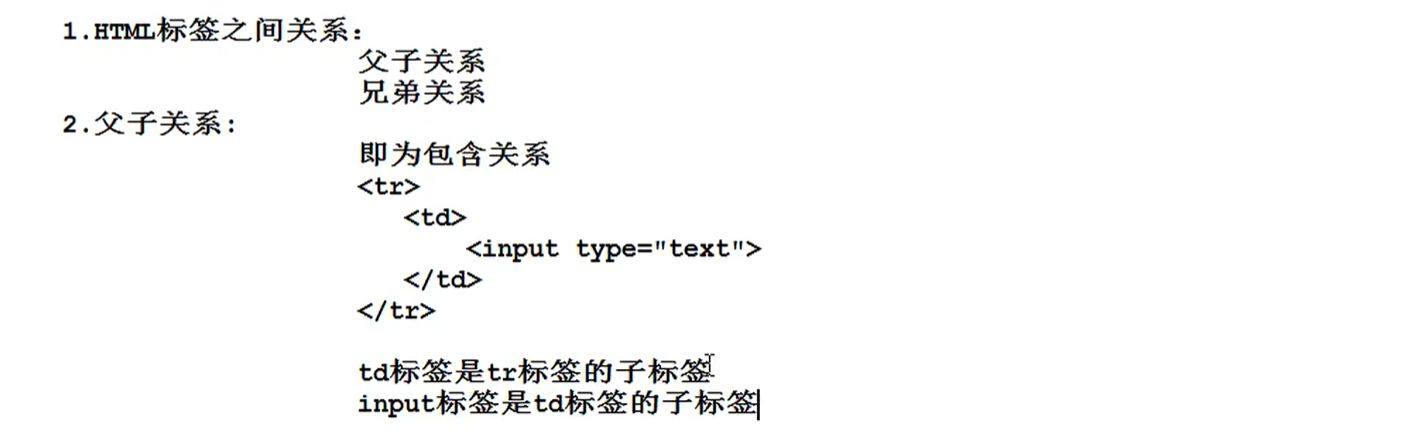 1.HTML标签之间关系：
父子关系
兄弟关系
2.父子关系：
即为包含关系
<tr>
<td>
<input type="text">
</td>
</tr>
td标签是tr标签的子标签
input标签是td标签的子标签